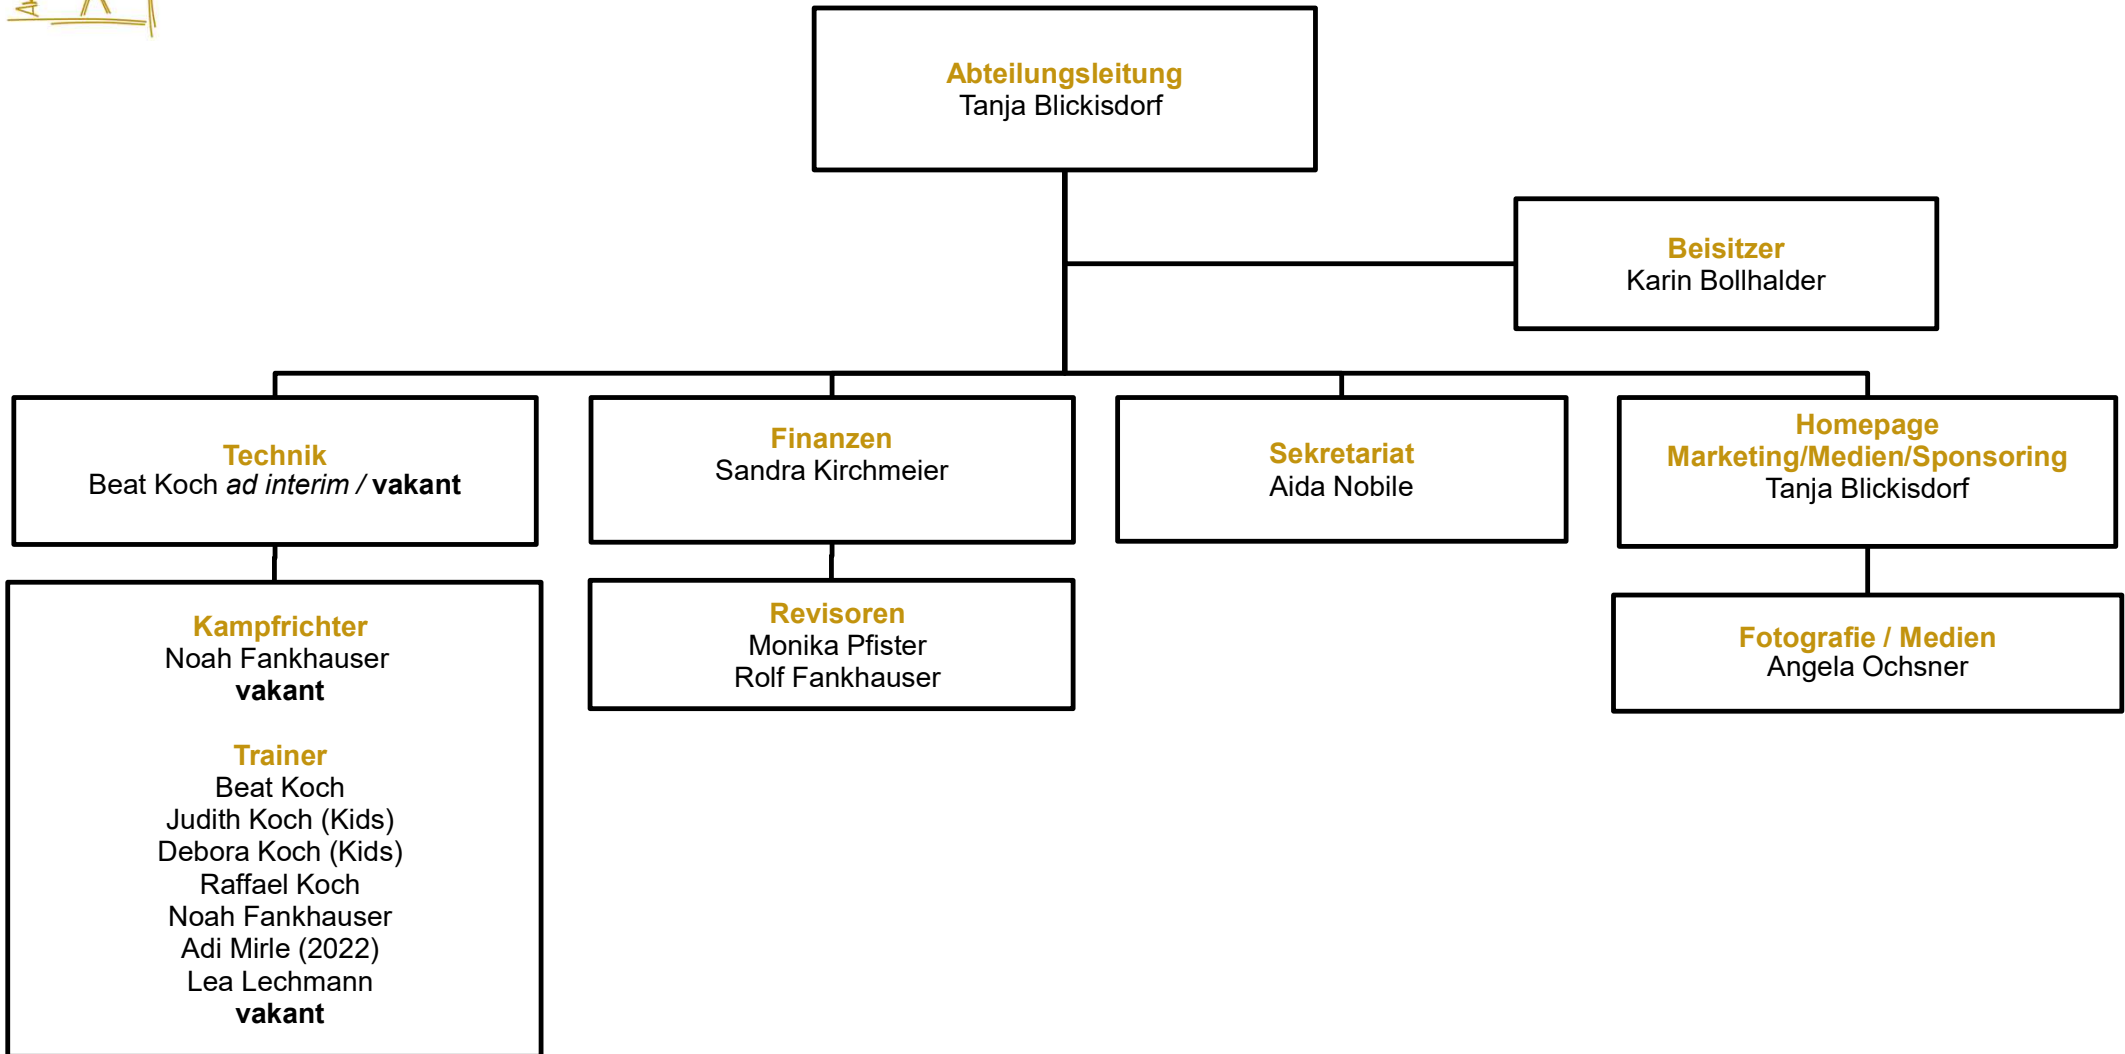 Abteilungsleitung
Tanja Blickisdorf
Beisitzer
Karin Bollhalder
Technik
Beat Koch ad interim / vakant
Finanzen
Sandra Kirchmeier
Sekretariat
Aida Nobile
Homepage
Marketing/Medien/Sponsoring
Tanja Blickisdorf
Kampfrichter
Noah Fankhauser
vakant
Trainer
Beat Koch
Judith Koch (Kids)
Debora Koch (Kids)
Raffael Koch
Noah Fankhauser
Adi Mirle (2022)
Lea Lechmann
vakant
Revisoren
Monika Pfister
Rolf Fankhauser
Fotografie / Medien
Angela Ochsner